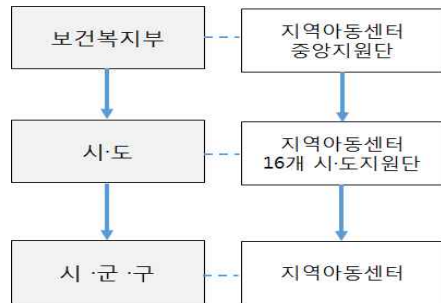 보건복지부
지역아동센터
중앙지원단
시·도
지역아동센터
16개 시·도지원단
시 ·군 ·구
지역아동센터